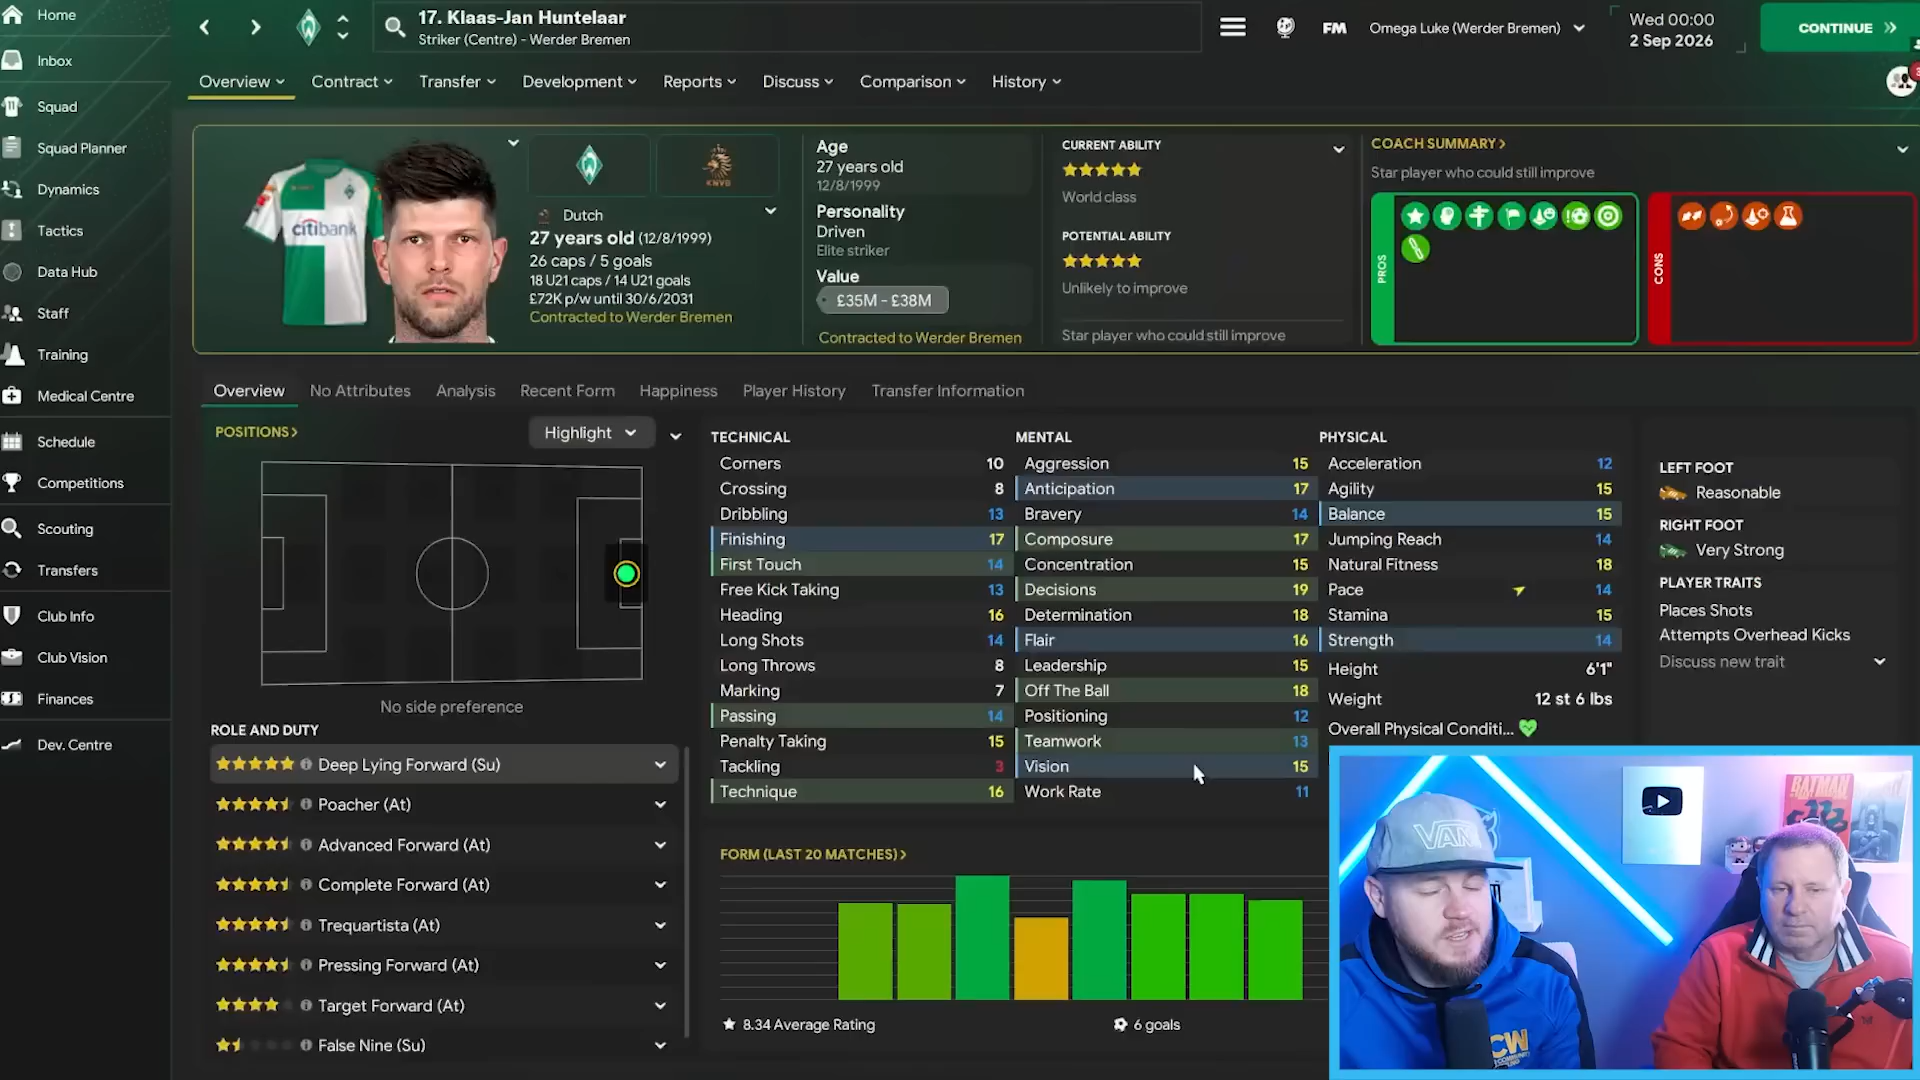 Home
Inbox
Squad
Squad Planner
Dynamics
Tactics
Data Hub
Staff
Training
Medical Centre
Schedule
Competitions
Scouting
Transfers
Club Info
Club Vision
Finances
Dev. Centre
17. Klaas-Jan Huntelaar
Striker (Centre) - Werder Bremen
FM
Omega Luke (Werder Bremen)
Wed 00:00
2 Sep 2026
CONTINUE
Overview
Contract
Transfer
Development
Reports
Discuss
Comparison
History
citibank
KNVB
Dutch
27 years old (12/8/1999)
26 caps / 5 goals
18 U21 caps / 14 U21 goals
£72K p/w until 30/6/2031
Contracted to Werder Bremen
Age
27 years old
12/8/1999
Personality
Driven
Elite striker
Value
£35M - £38M
Contracted to Werder Bremen
CURRENT ABILITY
World class
POTENTIAL ABILITY
Unlikely to improve
Star player who could still improve
COACH SUMMARY >
Star player who could still improve
PROS
CONS
Overview
No Attributes
Analysis
Recent Form
Happiness
Player History
Transfer Information
POSITIONS >
Highlight
No side preference
ROLE AND DUTY
Deep Lying Forward (Su)
Poacher (At)
Advanced Forward (At)
Complete Forward (At)
Trequartista (At)
Pressing Forward (At)
Target Forward (At)
False Nine (Su)
TECHNICAL
Corners 10
Crossing 8
Dribbling 13
Finishing 17
First Touch 14
Free Kick Taking 13
Heading 16
Long Shots 14
Long Throws 8
Marking 7
Passing 14
Penalty Taking 15
Tackling 3
Technique 16
MENTAL
Aggression 15
Anticipation 17
Bravery 14
Composure 17
Concentration 15
Decisions 19
Determination 18
Flair 16
Leadership 15
Off The Ball 18
Positioning 12
Teamwork 13
Vision 15
Work Rate 11
PHYSICAL
Acceleration 12
Agility 15
Balance 15
Jumping Reach 14
Natural Fitness 18
Pace 14
Stamina 15
Strength 14
Height 6'1"
Weight 12 st 6 lbs
Overall Physical Conditi...
LEFT FOOT
Reasonable
RIGHT FOOT
Very Strong
PLAYER TRAITS
Places Shots
Attempts Overhead Kicks
Discuss new trait
FORM (LAST 20 MATCHES) >
8.34 Average Rating
6 goals
VANS
BATMAN
CW